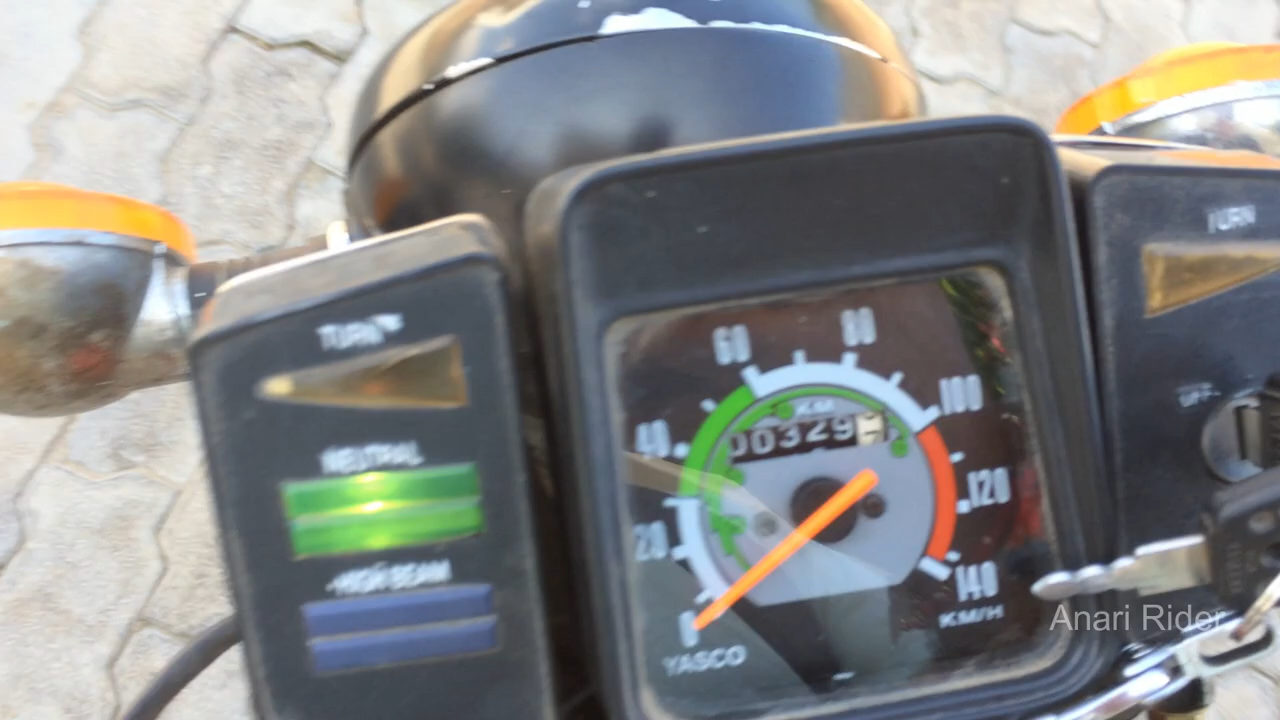 TURN
NEUTRAL
HIGH BEAM
0
20
40
60
80
100
120
140
KM/H
KM
00329
YASCO
TURN
OFF
Anari Rider